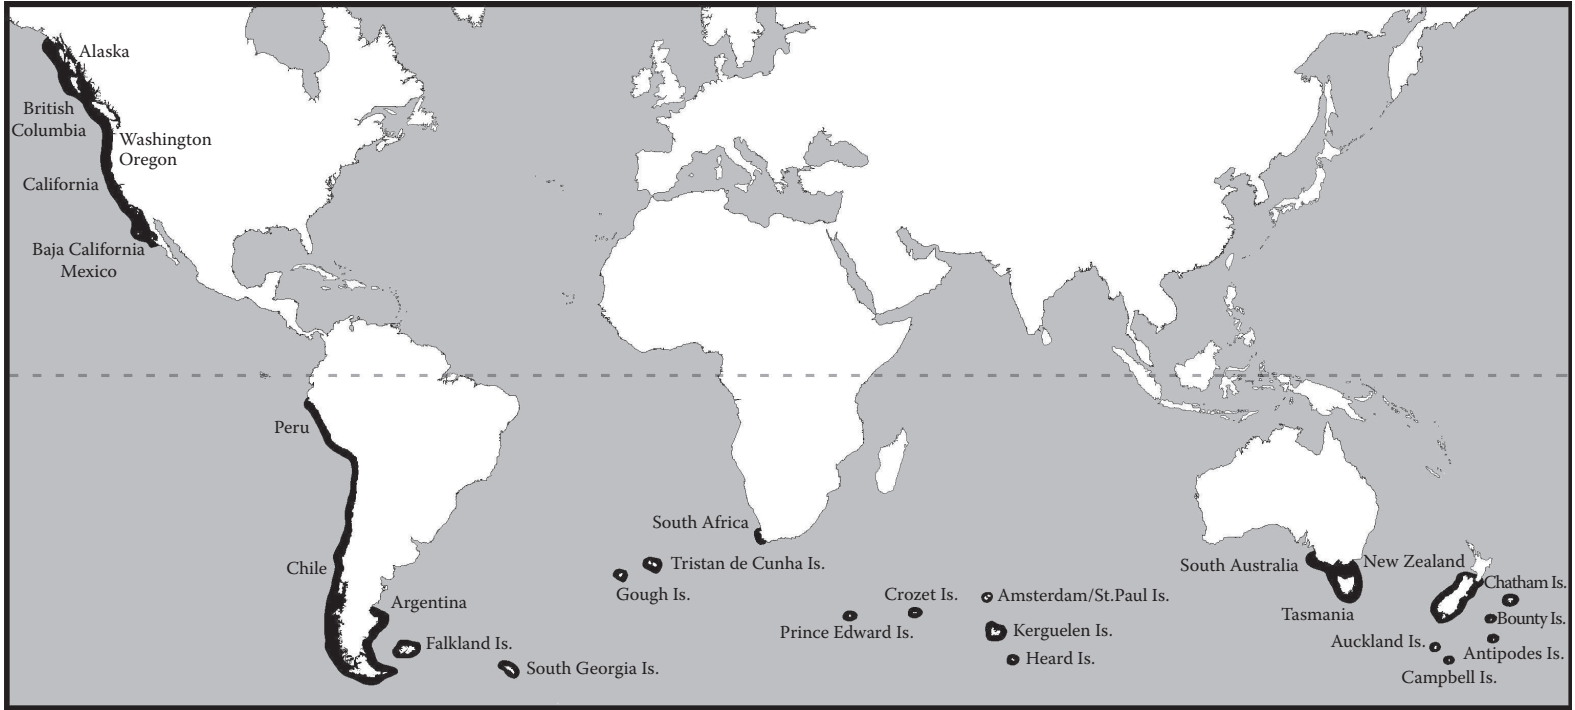 Alaska
British
Columbia
Washington
Oregon
California
Baja California
Mexico
Peru
Chile
Argentina
Falkland Is.
South Georgia Is.
South Africa
Tristan de Cunha Is.
Gough Is.
Prince Edward Is.
Crozet Is.
Amsterdam/St.Paul Is.
Kerguelen Is.
Heard Is.
South Australia
Tasmania
New Zealand
Chatham Is.
Bounty Is.
Auckland Is.
Antipodes Is.
Campbell Is.